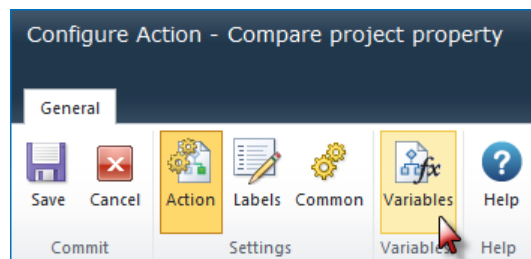 Configure Action - Compare project property
General
Save Cancel Action Labels Common Variables Help
Commit Settings Variables Help